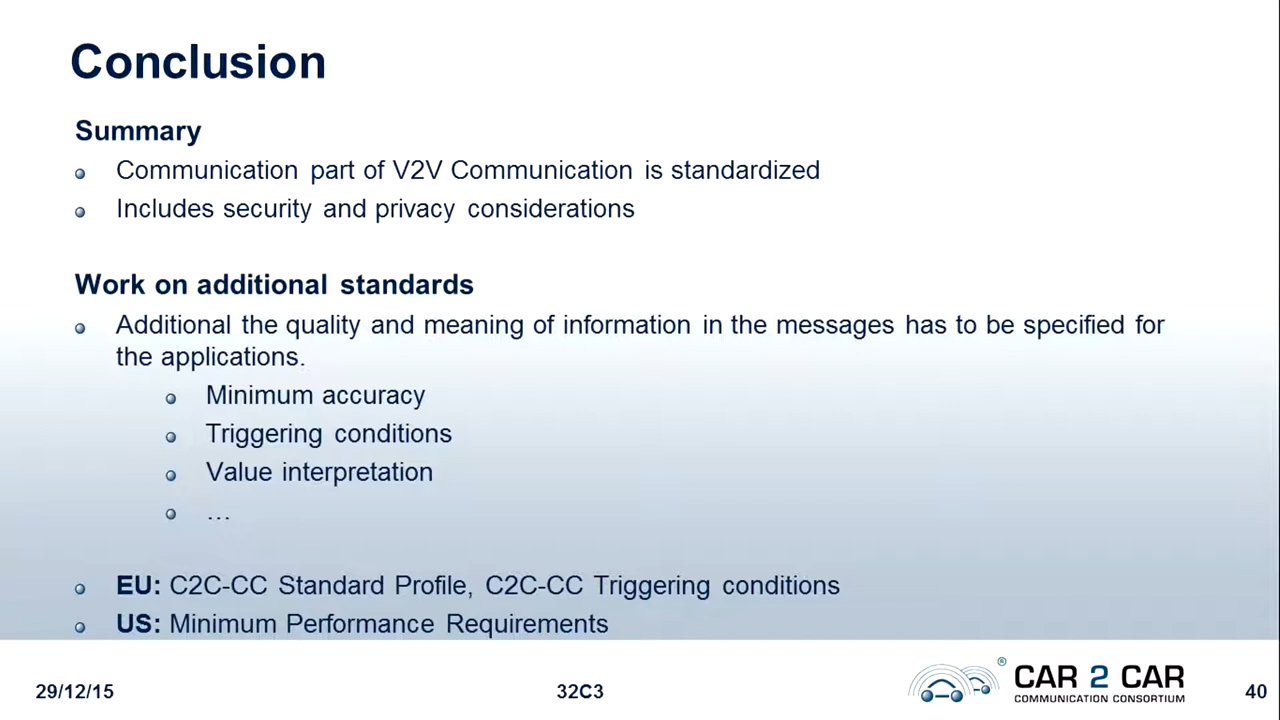 Conclusion
Summary
Communication part of V2V Communication is standardized
Includes security and privacy considerations
Work on additional standards
Additional the quality and meaning of information in the messages has to be specified for
the applications.
Minimum accuracy
Triggering conditions
Value interpretation
…
EU: C2C-CC Standard Profile, C2C-CC Triggering conditions
US: Minimum Performance Requirements
29/12/15
32C3
® CAR 2 CAR
COMMUNICATION CONSORTIUM
40